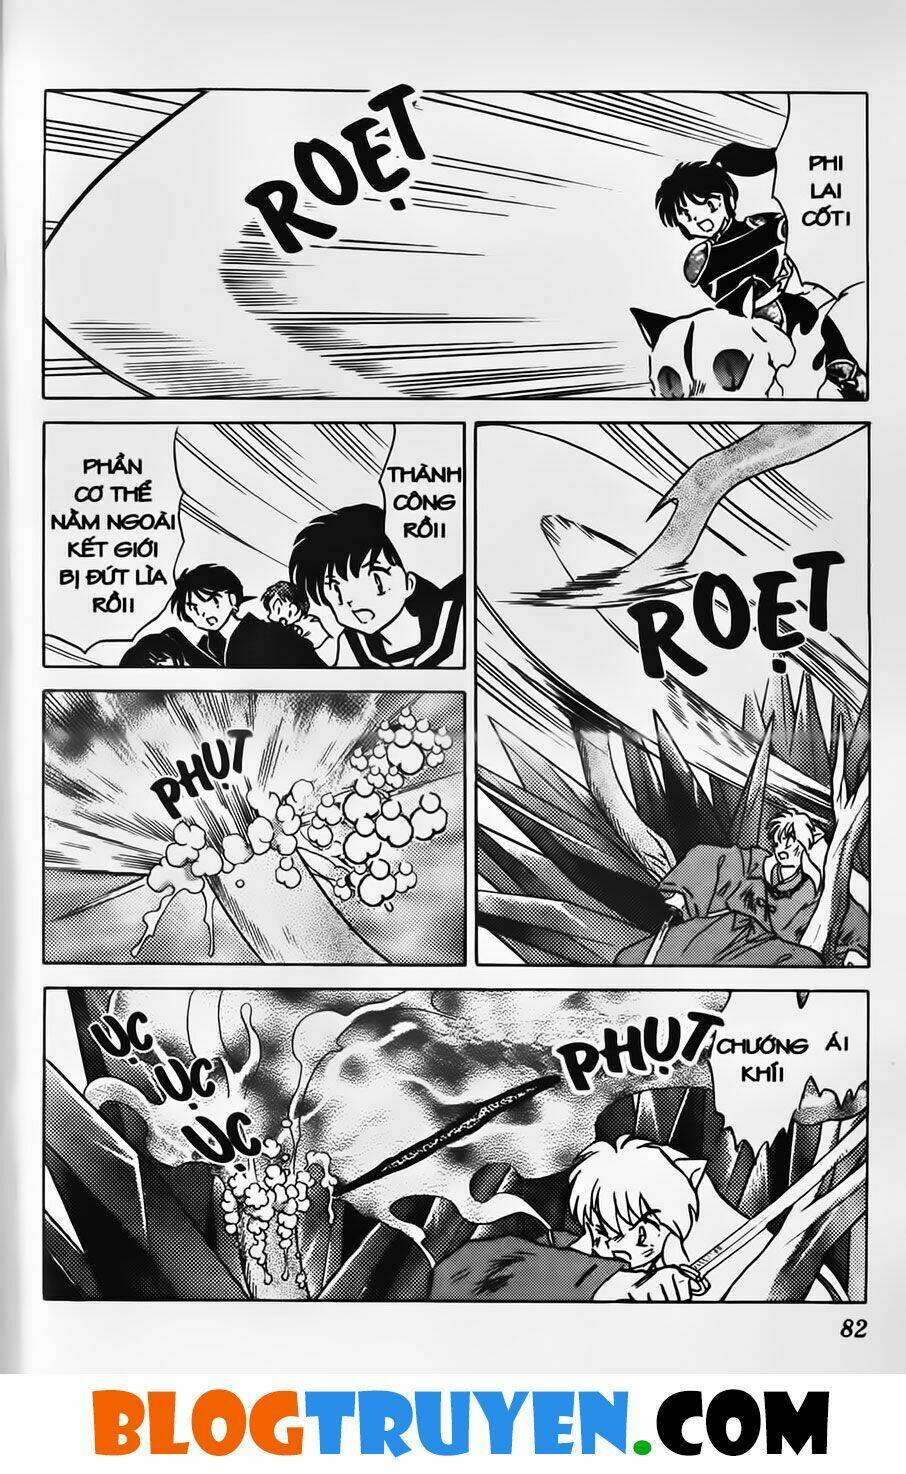 ROẸT
PHI
LAI
CỐT!
PHẦN
CƠ THỂ
NẰM NGOÀI
KẾT GIỚI
BỊ ĐỨT LÌA
RỒI!
THÀNH
CÔNG
RỒI!
ROẸT
PHỤT
ỤC
ỤC
ỤC
PHỤT
CHƯỚNG ÁI
KHÍ!
82
BLOGTRUYEN.COM